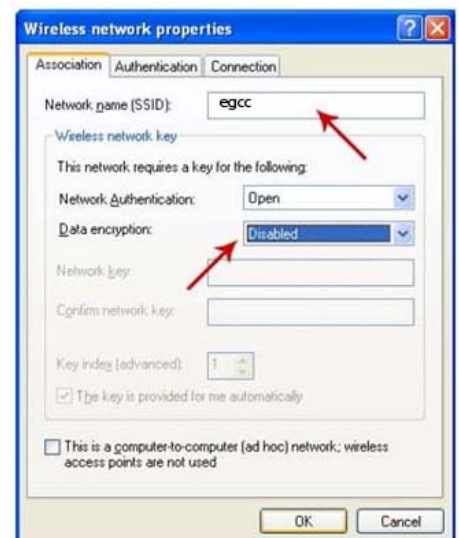 Wireless network properties
Association Authentication Connection
Network name (SSID): egcc
Wireless network key
This network requires a key for the following:
Network Authentication: Open
Data encryption: Disabled
Network key:
Confirm network key:
Key index (advanced): 1
The key is provided for me automatically
This is a computer-to-computer (ad hoc) network; wireless
access points are not used
OK Cancel